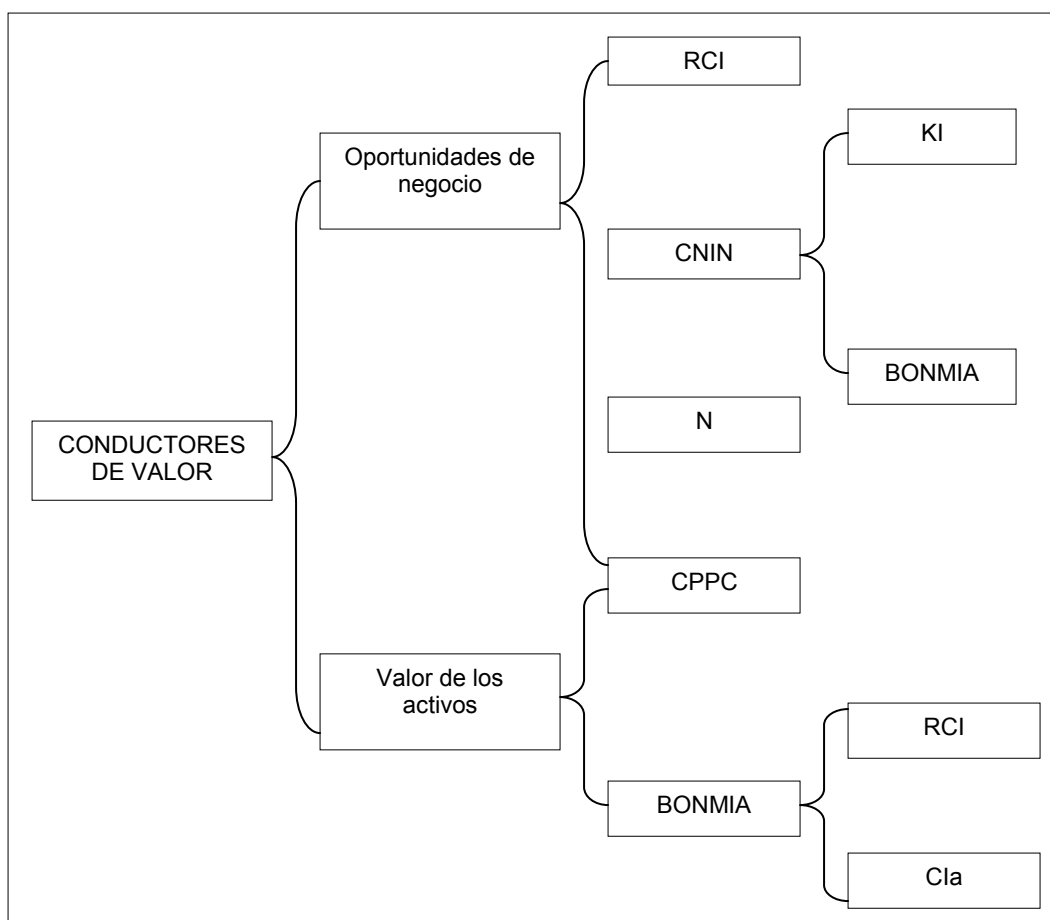 CONDUCTORES
DE VALOR
Oportunidades de
negocio
RCI
CNIN
KI
BONMIA
N
CPPC
Valor de los
activos
BONMIA
RCI
CIa